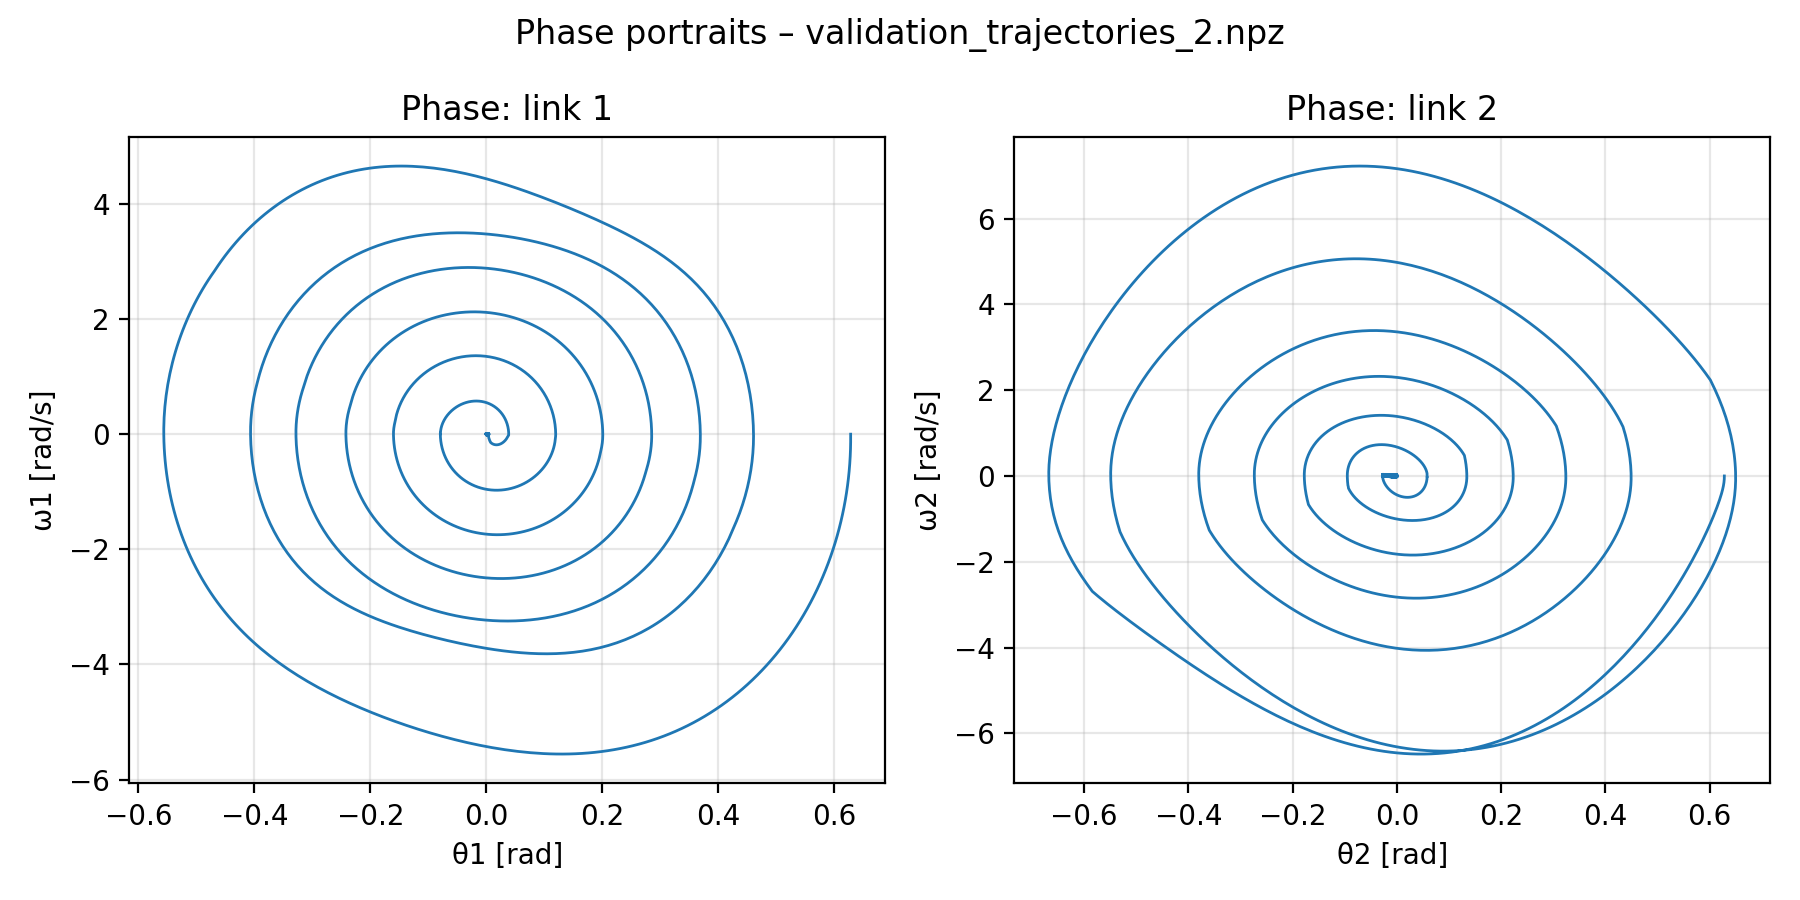 Phase portraits – validation_trajectories_2.npz
Phase: link 1
4
2
0
−2
−4
−6
ω1 [rad/s]
−0.6 −0.4 −0.2 0.0 0.2 0.4 0.6
θ1 [rad]
Phase: link 2
6
4
2
0
−2
−4
−6
ω2 [rad/s]
−0.6 −0.4 −0.2 0.0 0.2 0.4 0.6
θ2 [rad]